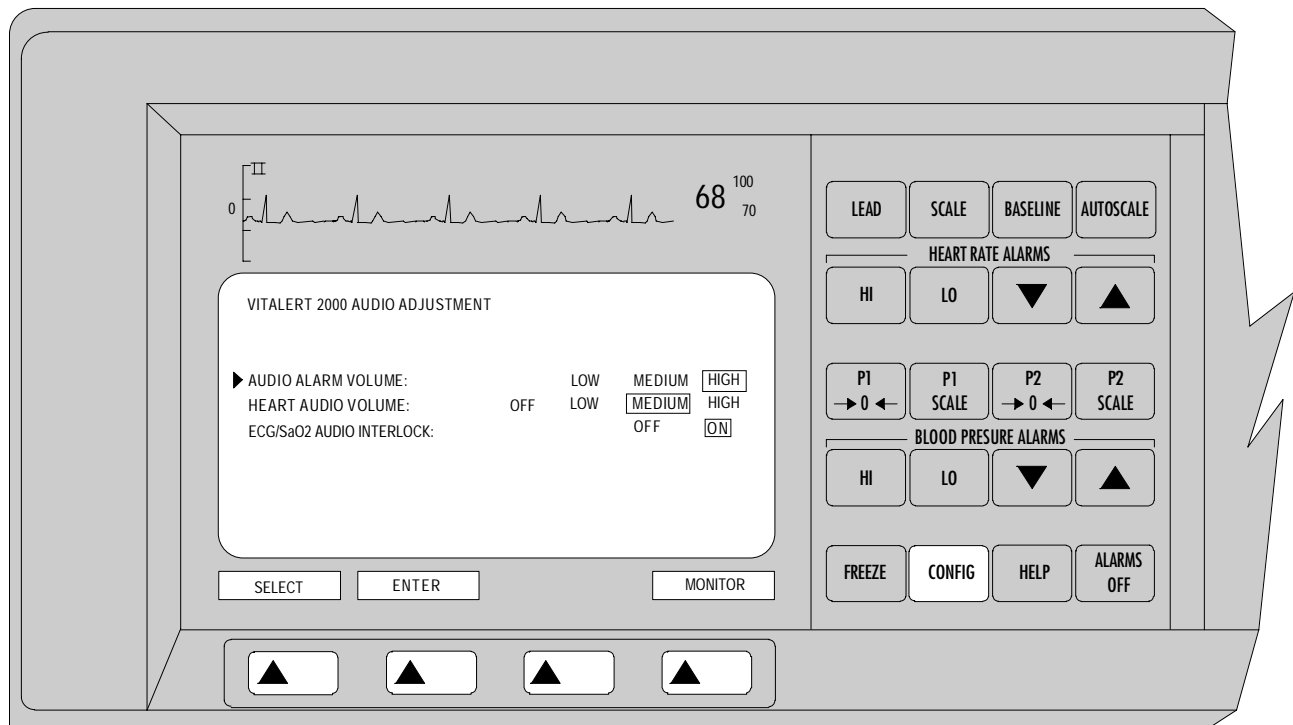 II
0
68 100
70
VITALERT 2000 AUDIO ADJUSTMENT
AUDIO ALARM VOLUME: LOW MEDIUM HIGH
HEART AUDIO VOLUME: OFF LOW MEDIUM HIGH
ECG/SaO2 AUDIO INTERLOCK: OFF ON
SELECT ENTER MONITOR
LEAD SCALE BASELINE AUTOSCALE
HEART RATE ALARMS
HI LO
P1 P1 P2 P2
0 SCALE 0 SCALE
BLOOD PRESURE ALARMS
HI LO
FREEZE CONFIG HELP ALARMS
OFF